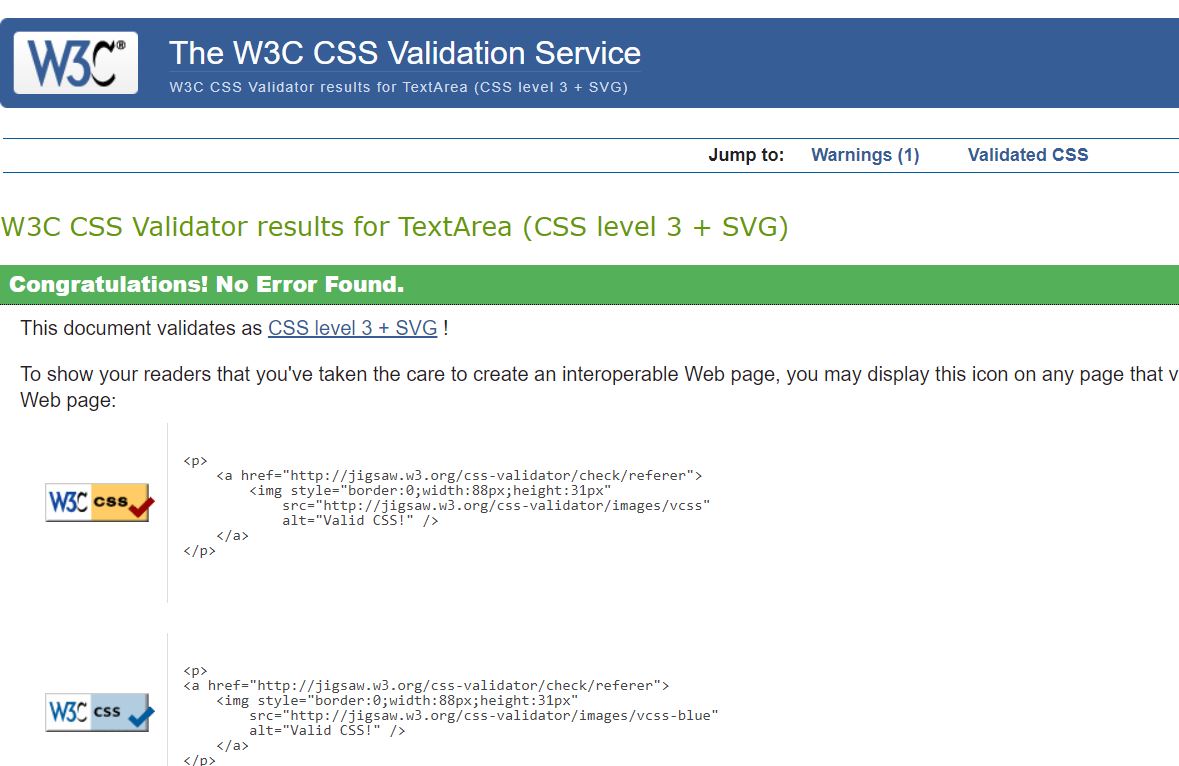 W3C®
The W3C CSS Validation Service
W3C CSS Validator results for TextArea (CSS level 3 + SVG)
Jump to: Warnings (1) Validated CSS
W3C CSS Validator results for TextArea (CSS level 3 + SVG)
Congratulations! No Error Found.
This document validates as CSS level 3 + SVG !
To show your readers that you've taken the care to create an interoperable Web page, you may display this icon on any page that v
Web page:
W3C css
<p>
<a href="http://jigsaw.w3.org/css-validator/check/referer">
<img style="border:0;width:88px;height:31px"
src="http://jigsaw.w3.org/css-validator/images/vcss"
alt="Valid CSS!" />
</a>
</p>
W3C css
<p>
<a href="http://jigsaw.w3.org/css-validator/check/referer">
<img style="border:0;width:88px;height:31px"
src="http://jigsaw.w3.org/css-validator/images/vcss-blue"
alt="Valid CSS!" />
</a>
</p>